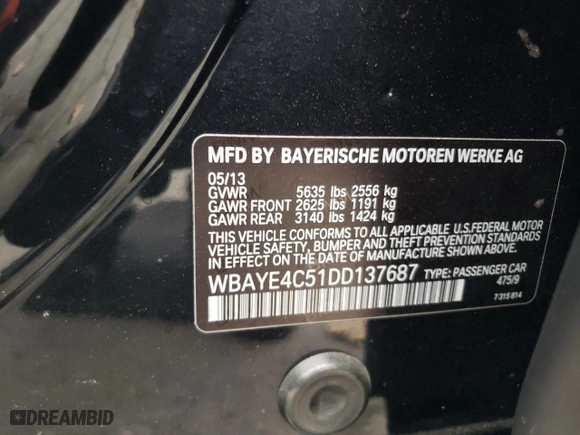 MFD BY BAYERISCHE MOTOREN WERKE AG
05/13
GVWR 5635 lbs 2556 kg
GAWR FRONT 2625 lbs 1191 kg
GAWR REAR 3140 lbs 1424 kg
THIS VEHICLE CONFORMS TO ALL APPLICABLE U.S.FEDERAL MOTOR
VEHICLE SAFETY, BUMPER AND THEFT PREVENTION STANDARDS
IN EFFECT ON THE DATE OF MANUFACTURE SHOWN ABOVE.
WBAYE4C51DD137687 TYPE: PASSENGER CAR
475/9
7 315 814
DREAMBID